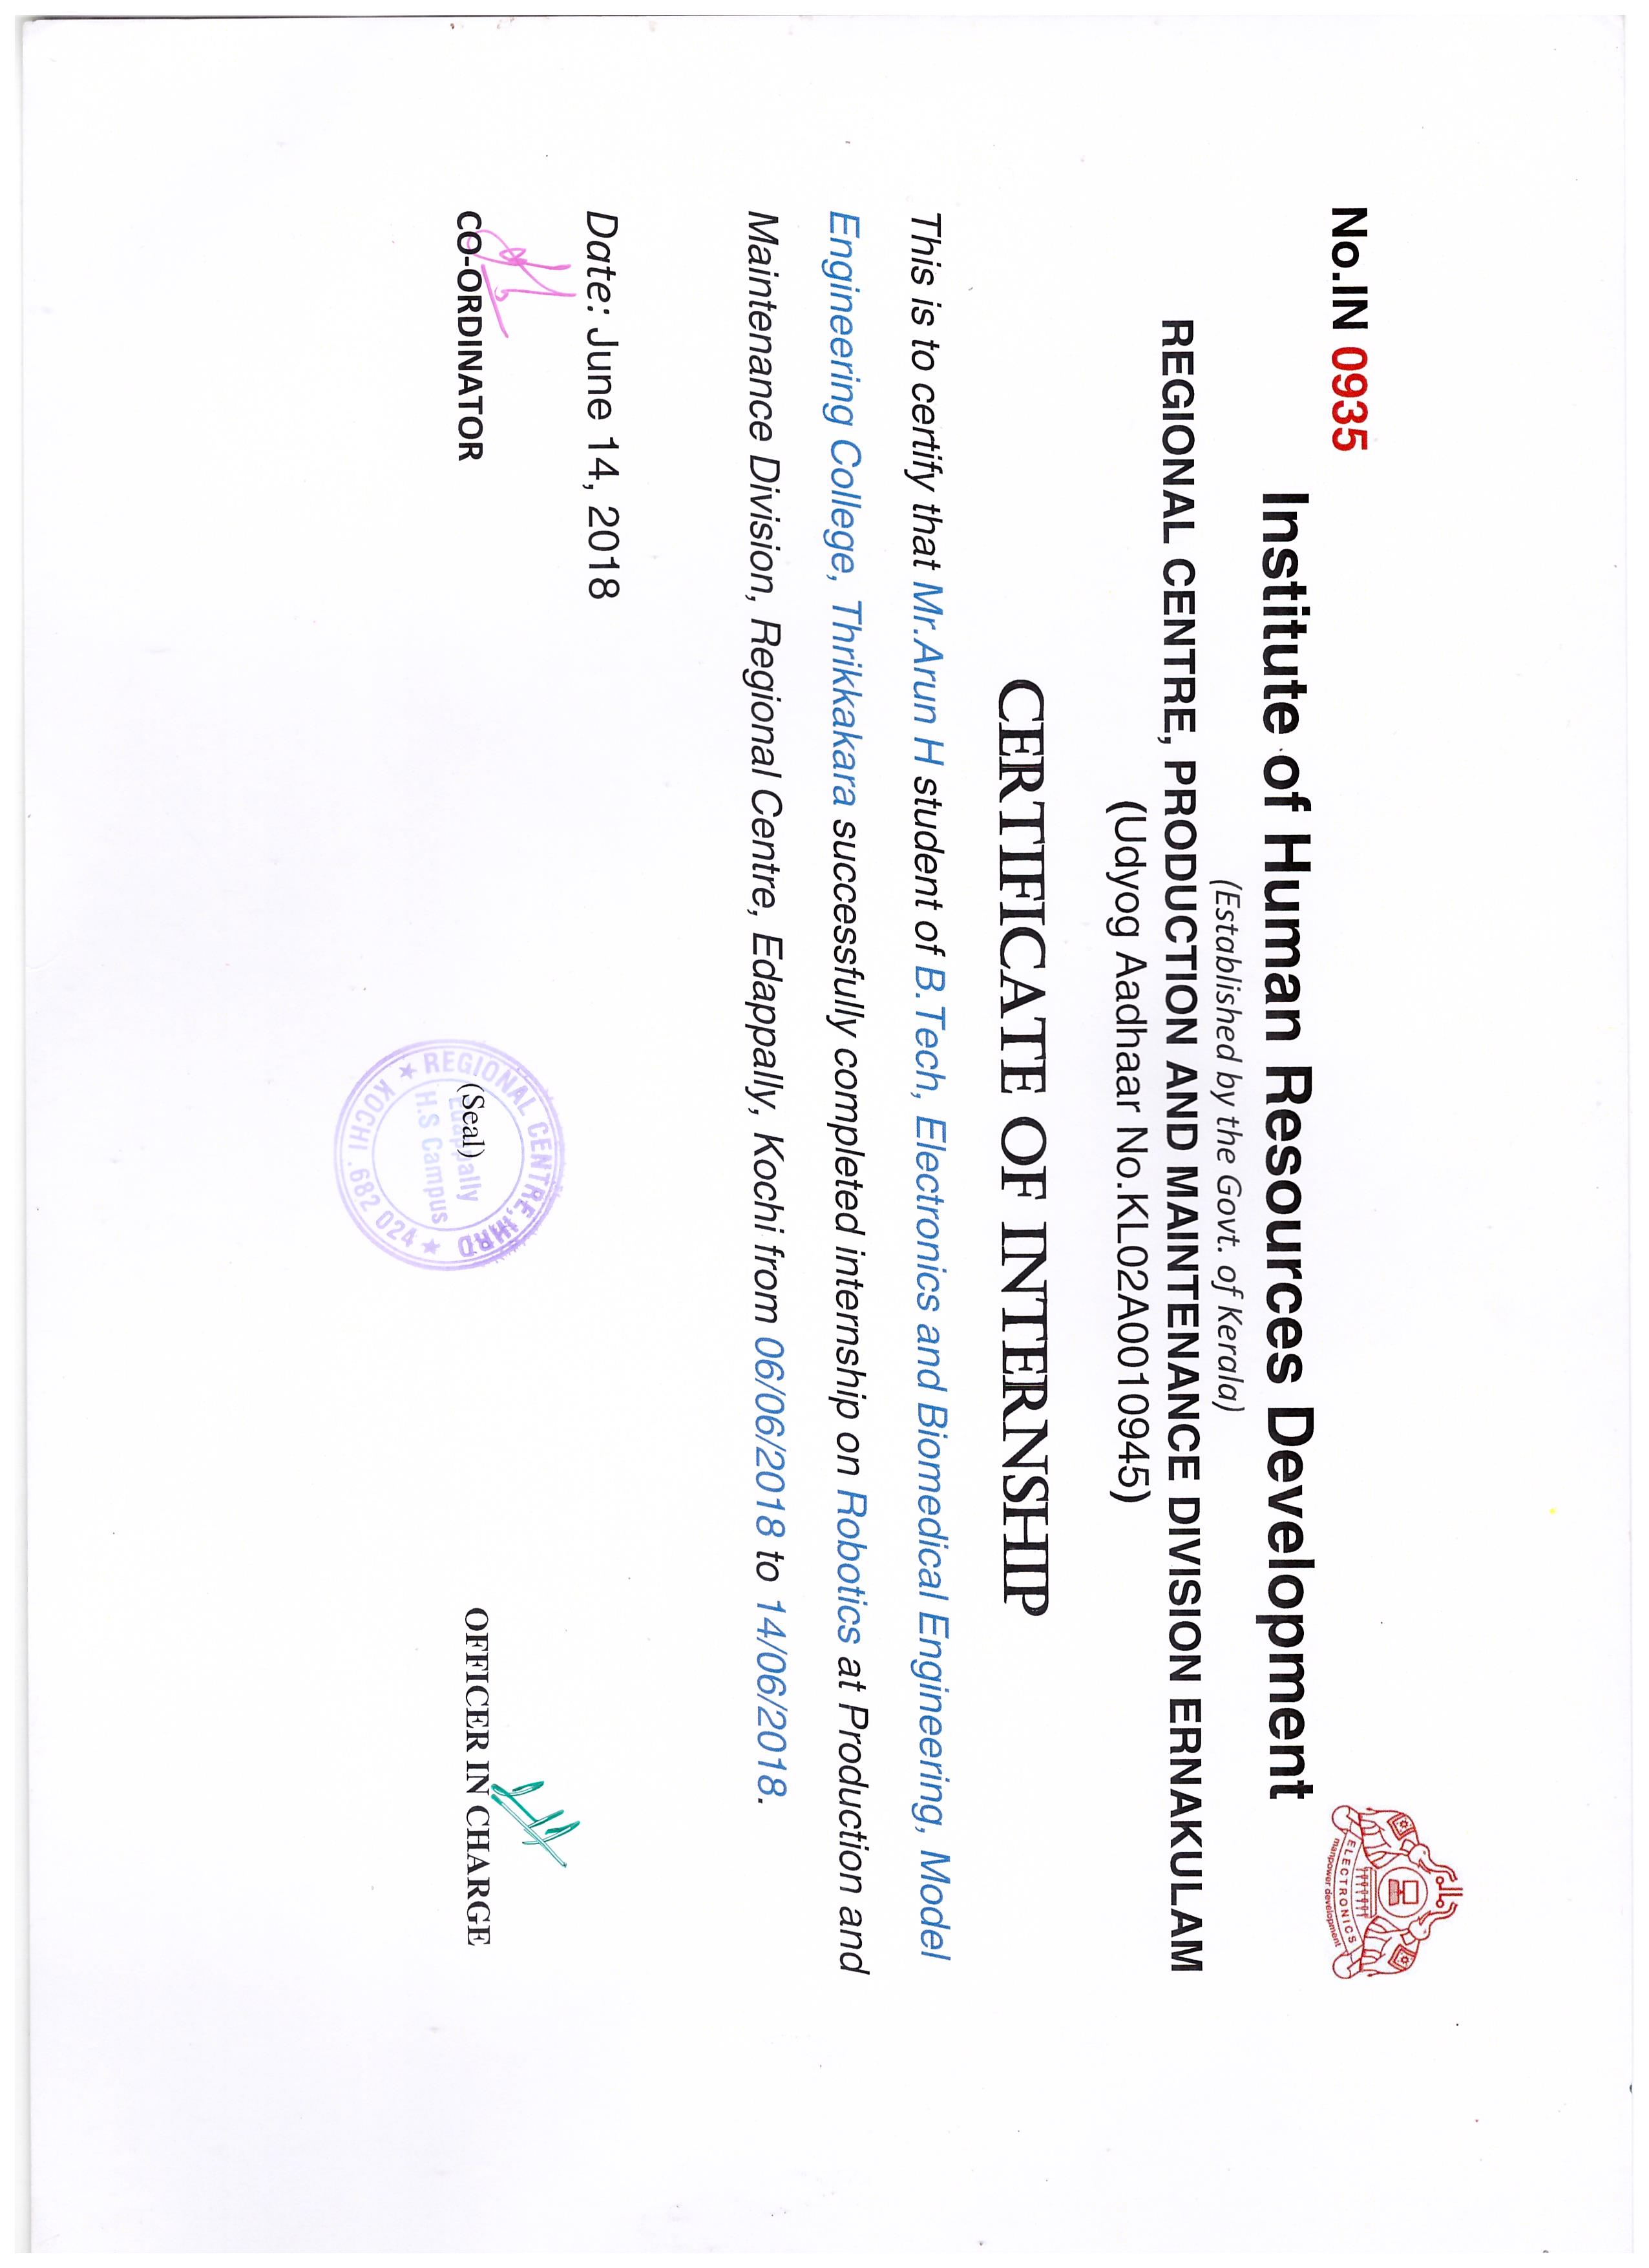 No.IN 0935
ELECTRONICS
manpower development
Institute of Human Resources Development
(Established by the Govt. of Kerala)
REGIONAL CENTRE, PRODUCTION AND MAINTENANCE DIVISION ERNAKULAM
(Udyog Aadhaar No.KL02A0010945)
CERTIFICATE OF INTERNSHIP
This is to certify that Mr.Arun H student of B.Tech, Electronics and Biomedical Engineering, Model
Engineering College, Thrikkakara successfully completed internship on Robotics at Production and
Maintenance Division, Regional Centre, Edappally, Kochi from 06/06/2018 to 14/06/2018.
Date: June 14, 2018
CO-ORDINATOR
(Seal)
REGIONAL CENTRE, IHRD
Edappally
H.S Campus
★ KOCHI .682 024 ★
OFFICER IN CHARGE